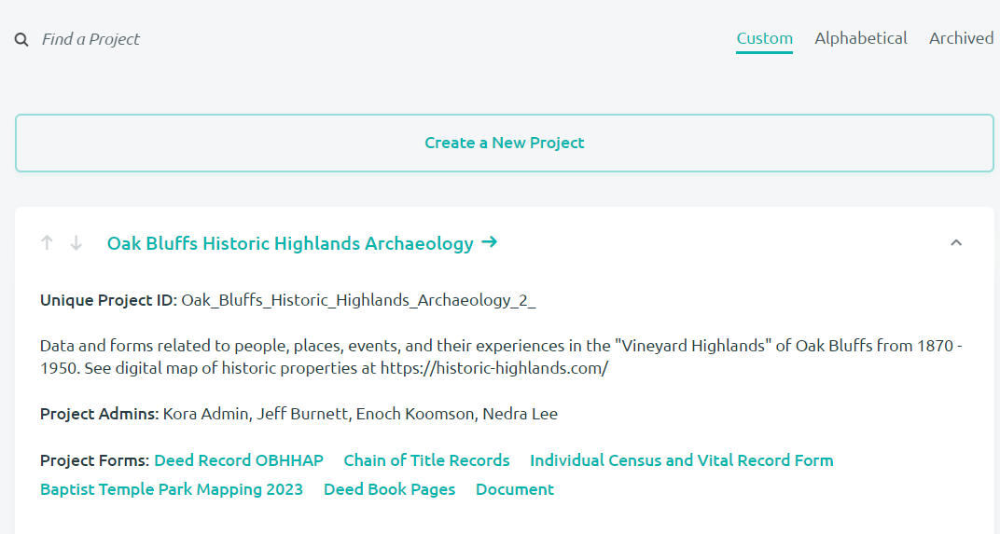 Find a Project
Custom Alphabetical Archived
Create a New Project
Oak Bluffs Historic Highlands Archaeology →
Unique Project ID: Oak_Bluffs_Historic_Highlands_Archaeology_2_
Data and forms related to people, places, events, and their experiences in the "Vineyard Highlands" of Oak Bluffs from 1870 -
1950. See digital map of historic properties at https://historic-highlands.com/
Project Admins: Kora Admin, Jeff Burnett, Enoch Koomson, Nedra Lee
Project Forms: Deed Record OBHHAP Chain of Title Records Individual Census and Vital Record Form
Baptist Temple Park Mapping 2023 Deed Book Pages Document